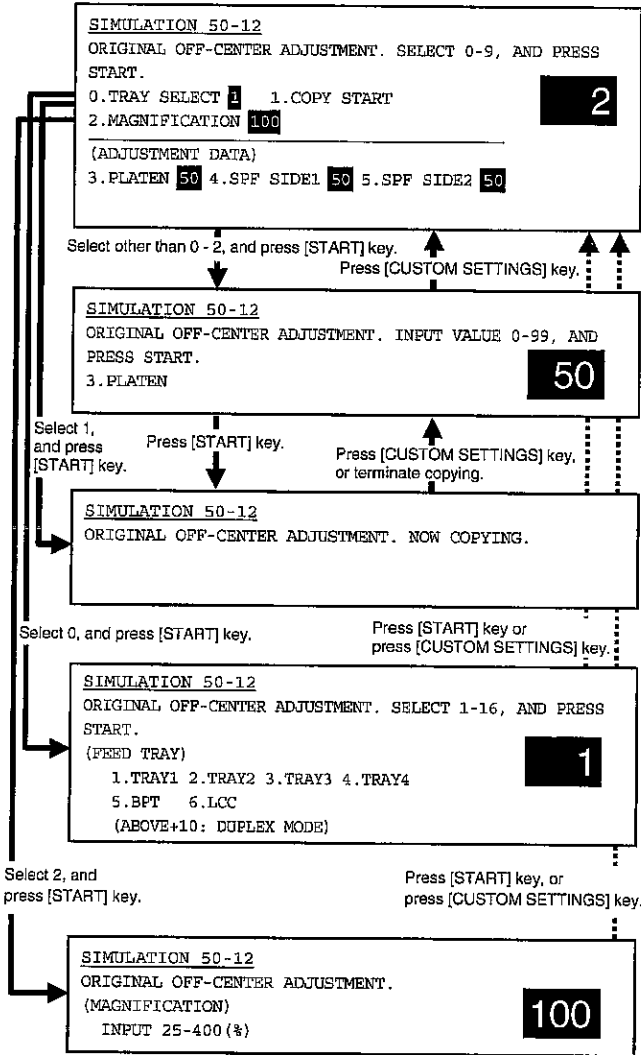 SIMULATION 50-12
ORIGINAL OFF-CENTER ADJUSTMENT. SELECT 0-9, AND PRESS
START.
0.TRAY SELECT 1 1.COPY START
2
2.MAGNIFICATION 100
(ADJUSTMENT DATA)
3.PLATEN 50 4.SPF SIDE1 50 5.SPF SIDE2 50
Select other than 0 - 2, and press [START] key.
Press [CUSTOM SETTINGS] key.
SIMULATION 50-12
ORIGINAL OFF-CENTER ADJUSTMENT. INPUT VALUE 0-99, AND
PRESS START.
3.PLATEN
50
Select 1,
and press
[START] key.
Press [START] key.
Press [CUSTOM SETTINGS] key,
or terminate copying.
SIMULATION 50-12
ORIGINAL OFF-CENTER ADJUSTMENT. NOW COPYING.
Select 0, and press [START] key.
Press [START] key or
press [CUSTOM SETTINGS] key.
SIMULATION 50-12
ORIGINAL OFF-CENTER ADJUSTMENT. SELECT 1-16, AND PRESS
START.
(FEED TRAY)
1
1.TRAY1 2.TRAY2 3.TRAY3 4.TRAY4
5.BPT 6.LCC
(ABOVE+10: DUPLEX MODE)
Select 2, and
press [START] key.
Press [START] key, or
press [CUSTOM SETTINGS] key.
SIMULATION 50-12
ORIGINAL OFF-CENTER ADJUSTMENT.
(MAGNIFICATION)
INPUT 25-400(%)
100